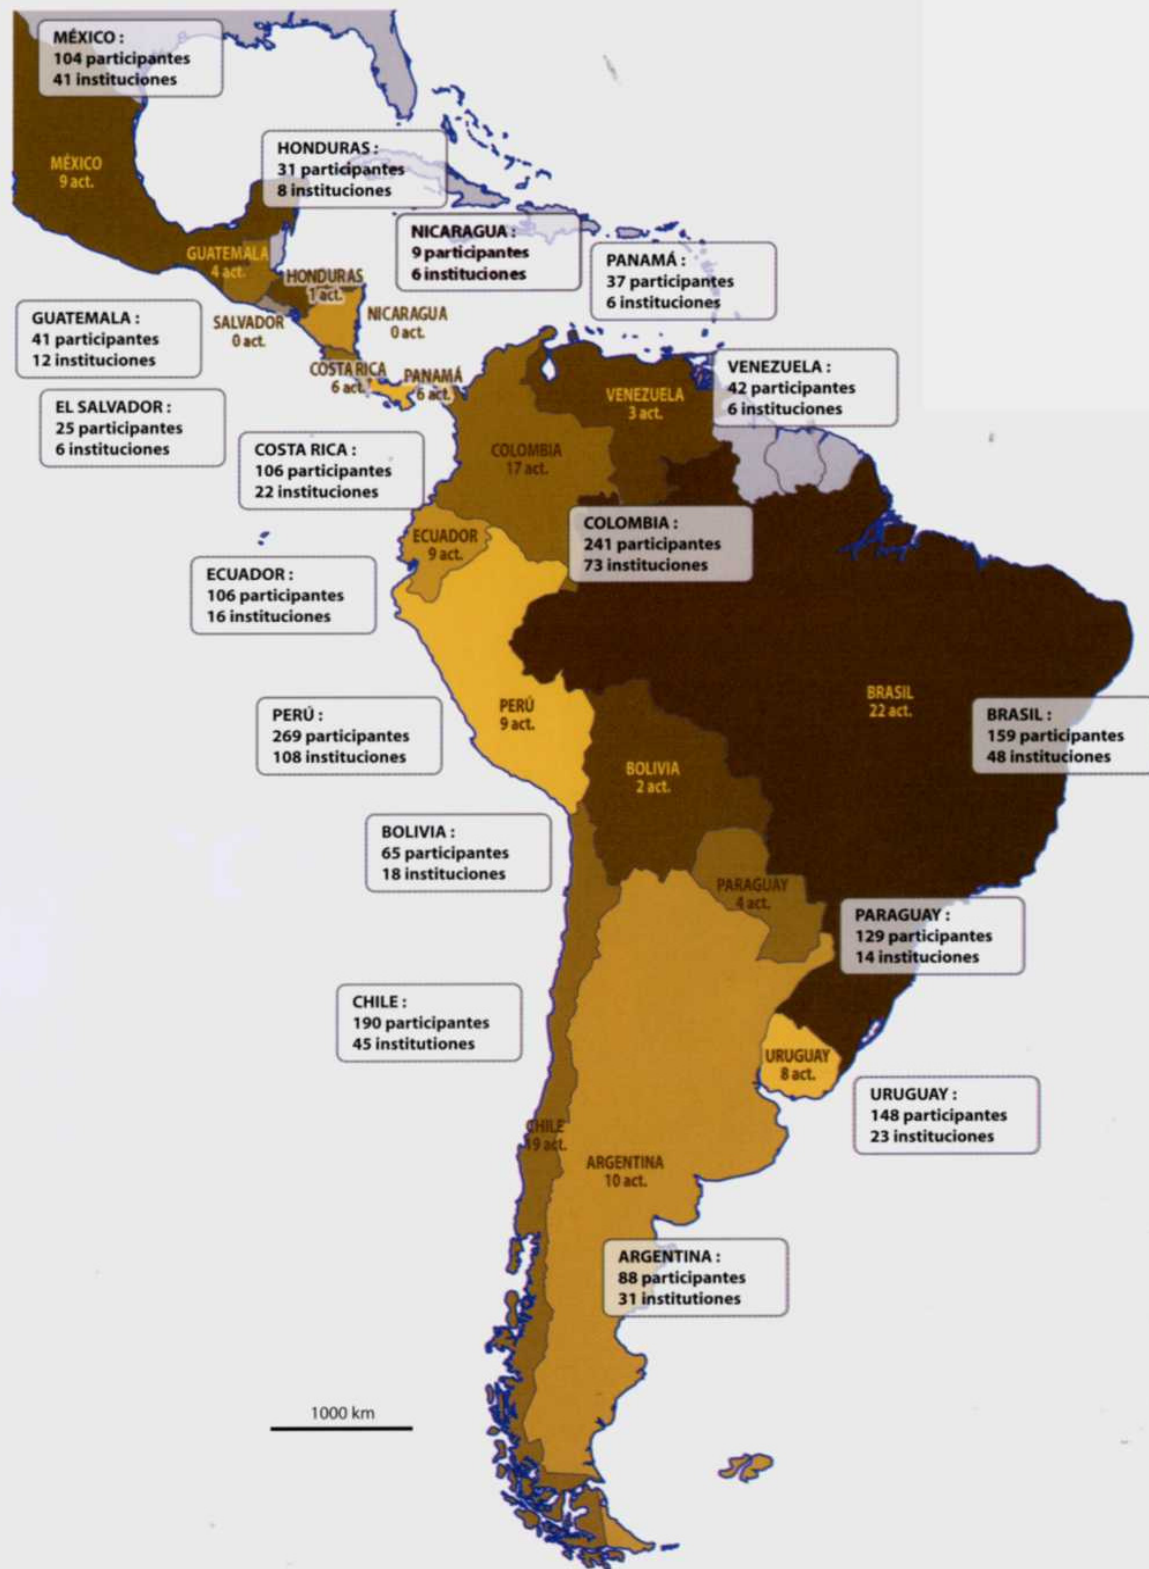 MÉXICO :
104 participantes
41 instituciones
HONDURAS :
31 participantes
8 instituciones
MÉXICO
9 act.
NICARAGUA :
9 participantes
6 instituciones
PANAMÁ :
37 participantes
6 instituciones
GUATEMALA
4 act.
HONDURAS
1 act.
GUATEMALA :
41 participantes
12 instituciones
SALVADOR
0 act.
NICARAGUA
0 act.
COSTA RICA
6 act.
PANAMÁ
6 act.
VENEZUELA :
42 participantes
6 instituciones
VENEZUELA
3 act.
EL SALVADOR :
25 participantes
6 instituciones
COSTA RICA :
106 participantes
22 instituciones
COLOMBIA
17 act.
COLOMBIA :
241 participantes
73 instituciones
ECUADOR
9 act.
ECUADOR :
106 participantes
16 instituciones
PERÚ
9 act.
PERÚ :
269 participantes
108 instituciones
BRASIL
22 act.
BRASIL :
159 participantes
48 instituciones
BOLIVIA
2 act.
BOLIVIA :
65 participantes
18 instituciones
PARAGUAY
4 act.
PARAGUAY :
129 participantes
14 instituciones
CHILE :
190 participantes
45 institutiones
URUGUAY
8 act.
URUGUAY :
148 participantes
23 instituciones
CHILE
19 act.
ARGENTINA
10 act.
ARGENTINA :
88 participantes
31 institutiones
1000 km